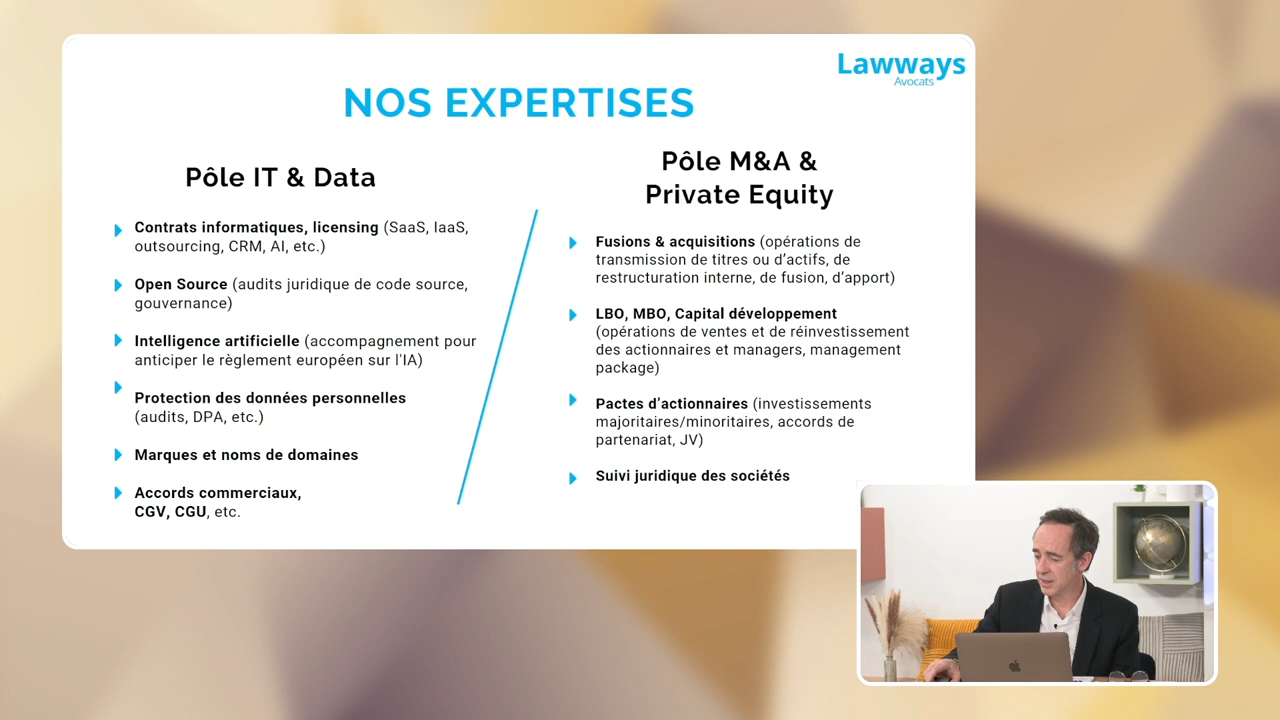 Lawways
Avocats
NOS EXPERTISES
Pôle IT & Data
Contrats informatiques, licensing (SaaS, IaaS,
outsourcing, CRM, AI, etc.)
Open Source (audits juridique de code source,
gouvernance)
Intelligence artificielle (accompagnement pour
anticiper le règlement européen sur l'IA)
Protection des données personnelles
(audits, DPA, etc.)
Marques et noms de domaines
Accords commerciaux,
CGV, CGU, etc.
Pôle M&A &
Private Equity
Fusions & acquisitions (opérations de
transmission de titres ou d’actifs, de
restructuration interne, de fusion, d’apport)
LBO, MBO, Capital développement
(opérations de ventes et de réinvestissement
des actionnaires et managers, management
package)
Pactes d’actionnaires (investissements
majoritaires/minoritaires, accords de
partenariat, JV)
Suivi juridique des sociétés